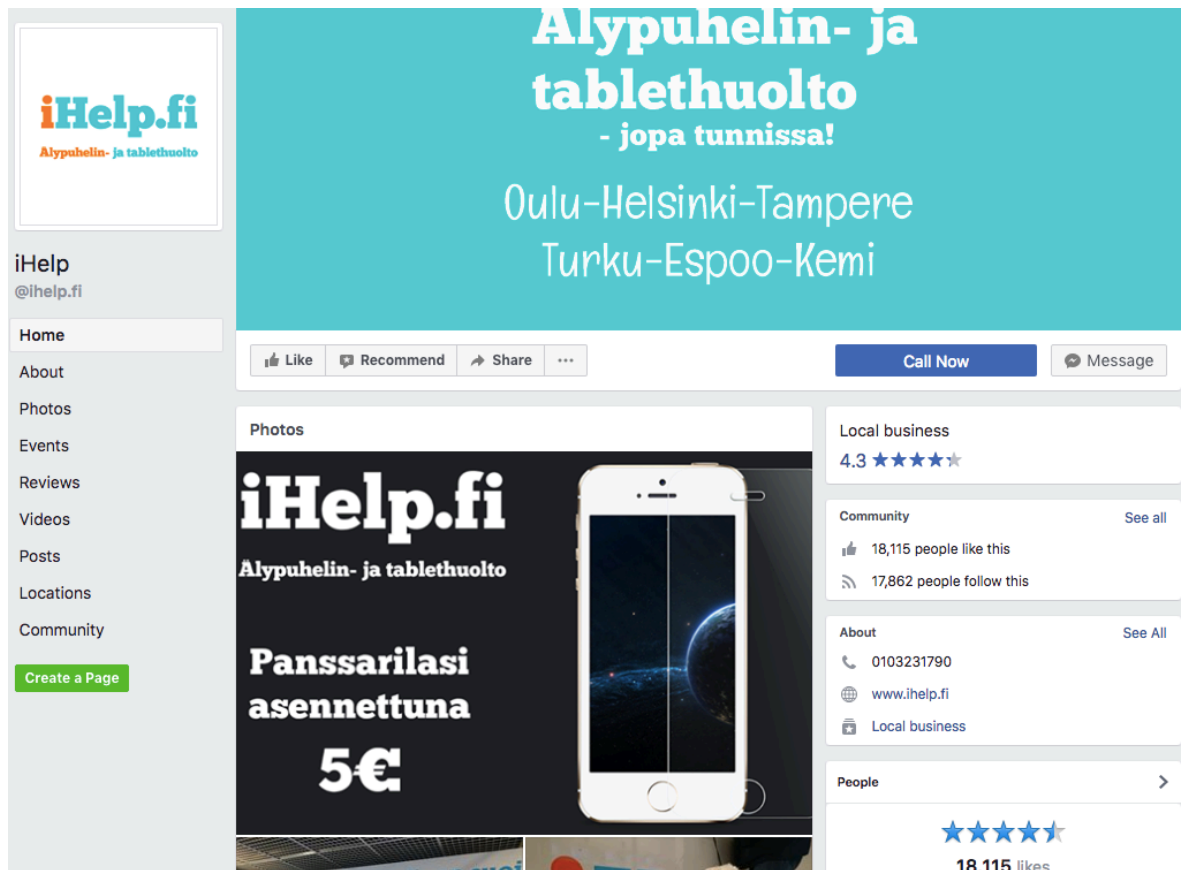 iHelp.fi
Älypuhelin- ja tablethuolto
iHelp
@ihelp.fi
Home
About
Photos
Events
Reviews
Videos
Posts
Locations
Community
Create a Page
Älypuhelin- ja
tablethuolto
- jopa tunnissa!
Oulu-Helsinki-Tampere
Turku-Espoo-Kemi
Like
Recommend
Share
...
Call Now
Message
Photos
iHelp.fi
Älypuhelin- ja tablethuolto
Panssarilasi
asennettuna
5€
Local business
4.3
Community
See all
18,115 people like this
17,862 people follow this
About
See All
0103231790
www.ihelp.fi
Local business
People
18,115 likes